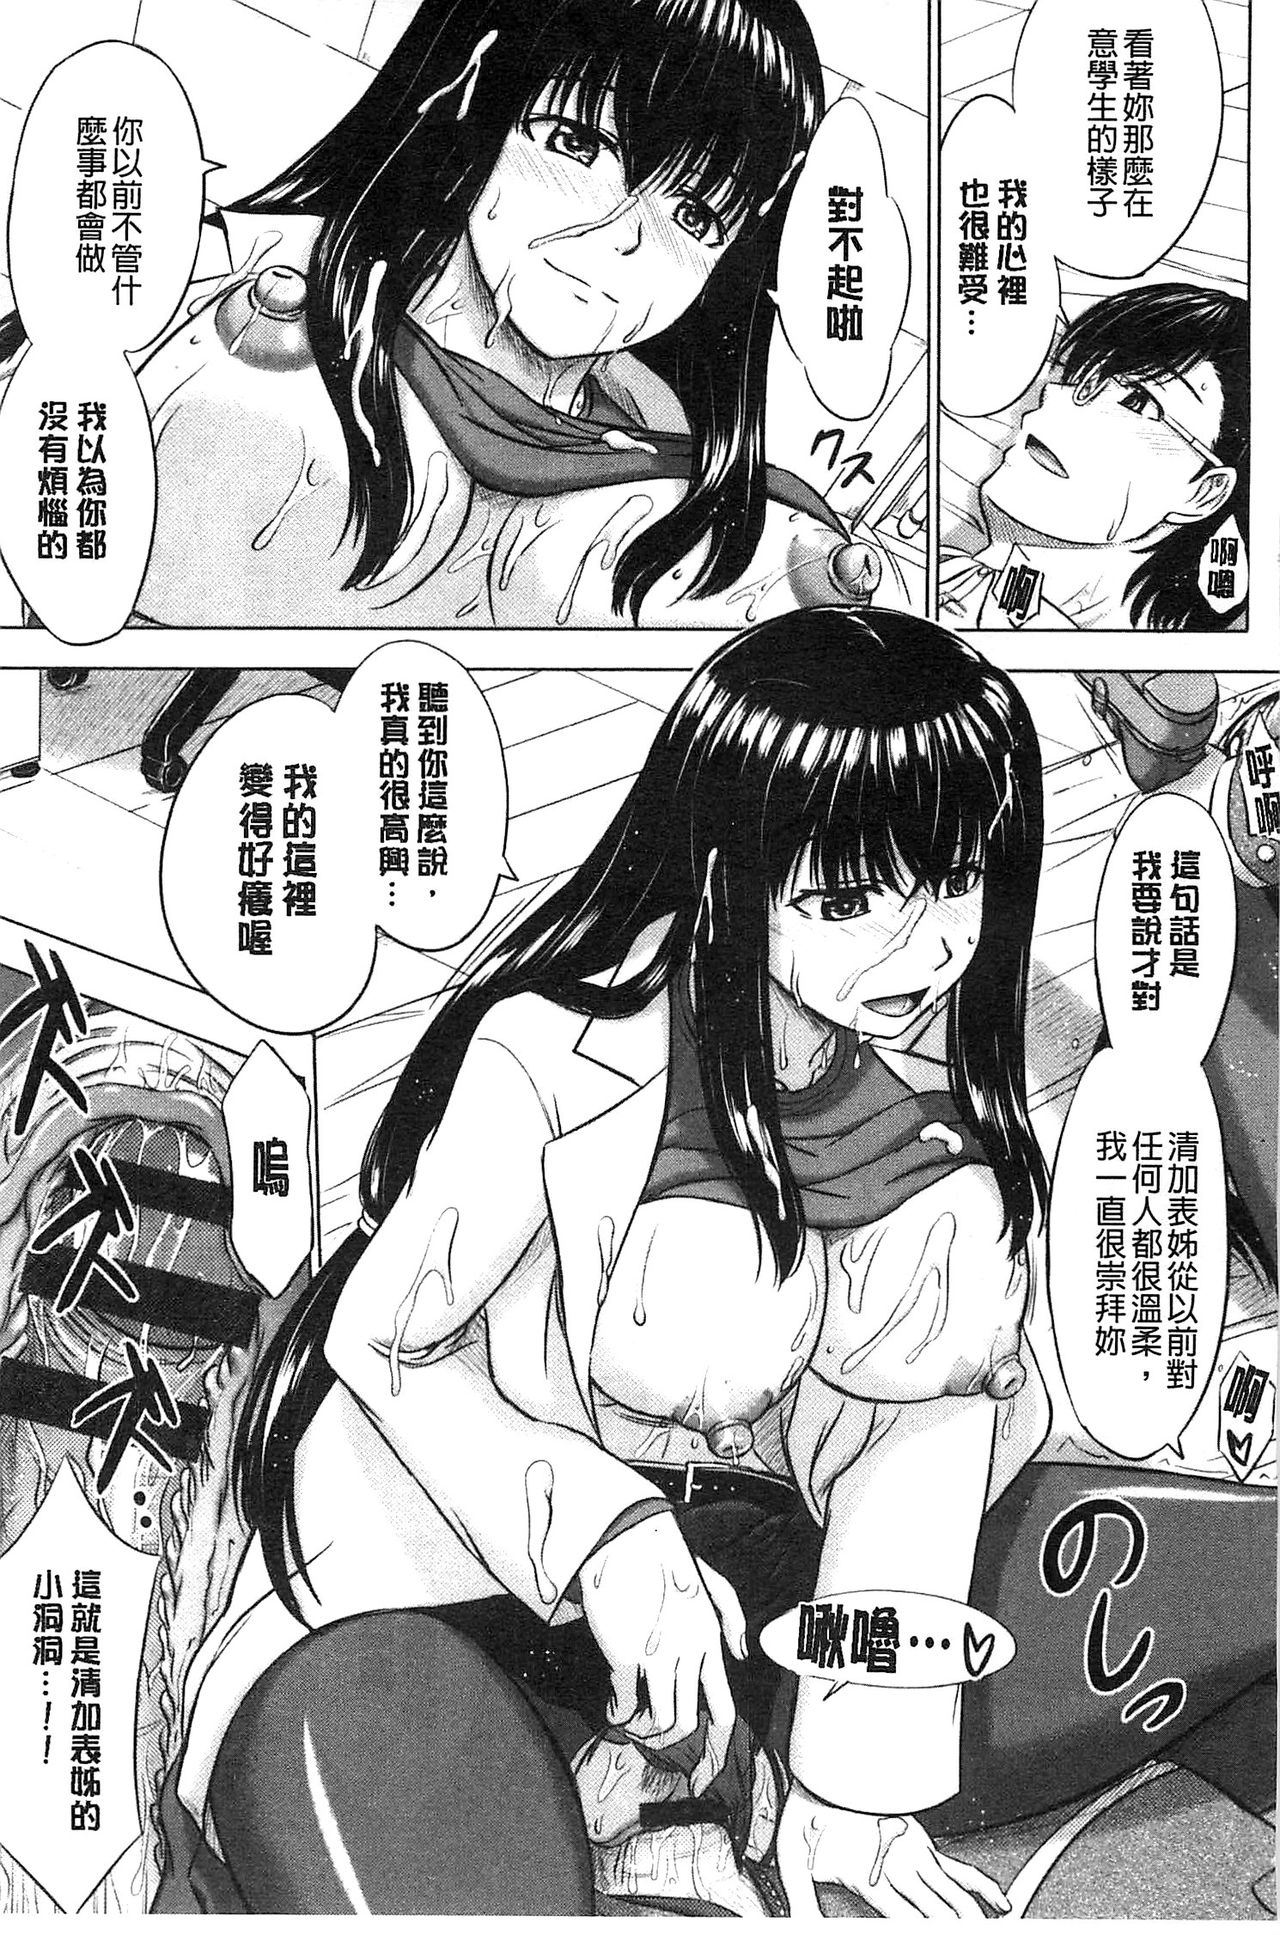 看著妳那麼在
意學生的樣子
我的心裡
也很難受…
啊嗯
啊
對不起啦
クス
你以前不管什
麼事都會做
我以為你都
沒有煩惱的
呼嗯
這句話是
我要說才對
清加表姊從以前對
任何人都很溫柔，
我一直很崇拜妳
啊♡
のしっ
啾嚕…♡
聽到你這麼說，
我真的很高興…
我的這裡
變得好癢喔
嗚
ズズズ…
這就是清加表姊的
小洞洞…！！